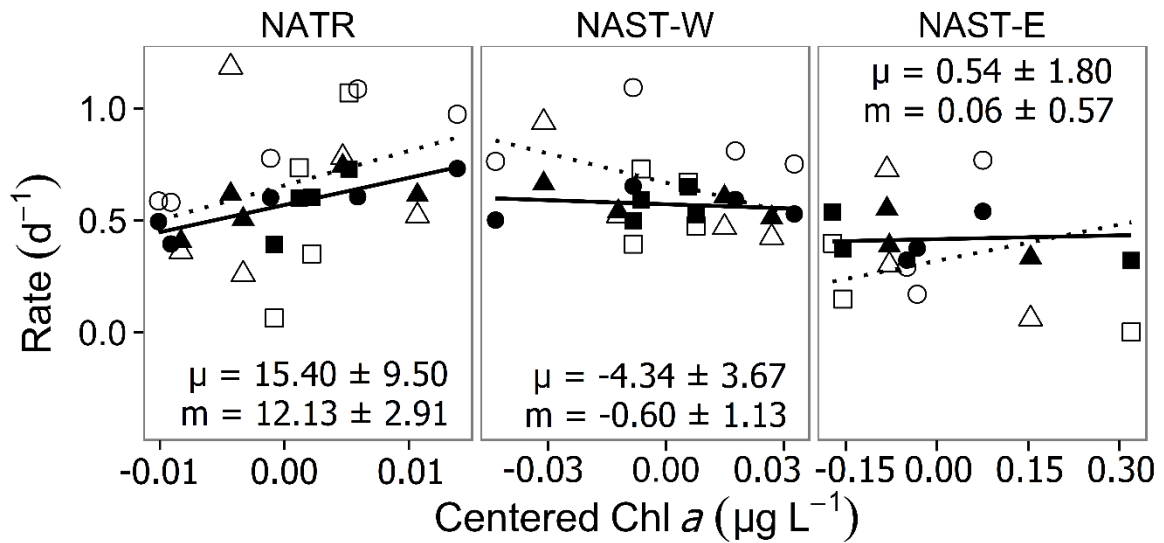 NATR NAST-W NAST-E
μ = 0.54 ± 1.80
m = 0.06 ± 0.57
1.0
0.5
0.0
Rate (d⁻¹)
μ = 15.40 ± 9.50
m = 12.13 ± 2.91
μ = -4.34 ± 3.67
m = -0.60 ± 1.13
-0.01 0.00 0.01 -0.03 0.00 0.03 -0.15 0.00 0.15 0.30
Centered Chl a (μg L⁻¹)